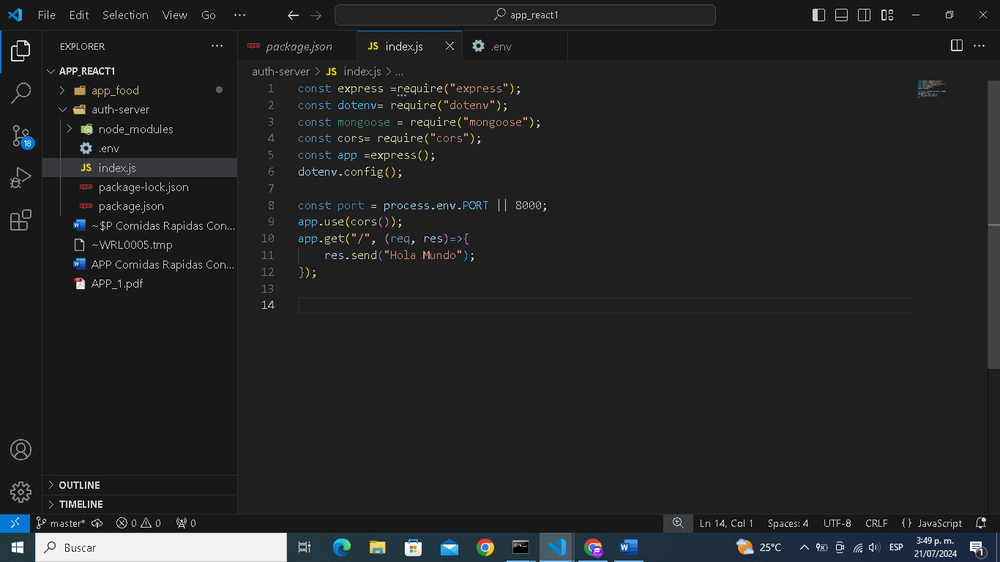 File Edit Selection View Go ··· app_react1
EXPLORER ···
package.json
JS index.js
.env
APP_REACT1
auth-server > JS index.js > ...
app_food
auth-server
node_modules
.env
JS index.js
package-lock.json
package.json
~$P Comidas Rapidas Con...
~WRL0005.tmp
APP Comidas Rapidas Con...
APP_1.pdf
18
1 const express =require("express");
2 const dotenv= require("dotenv");
3 const mongoose = require("mongoose");
4 const cors= require("cors");
5 const app =express();
6 dotenv.config();
7
8 const port = process.env.PORT || 8000;
9 app.use(cors());
10 app.get("/", (req, res)=>{
11 res.send("Hola Mundo");
12 });
13
14
OUTLINE
TIMELINE
master* 0 0 0 Ln 14, Col 1 Spaces: 4 UTF-8 CRLF {} JavaScript
Buscar 25°C ESP 3:49 p. m.
21/07/2024 1